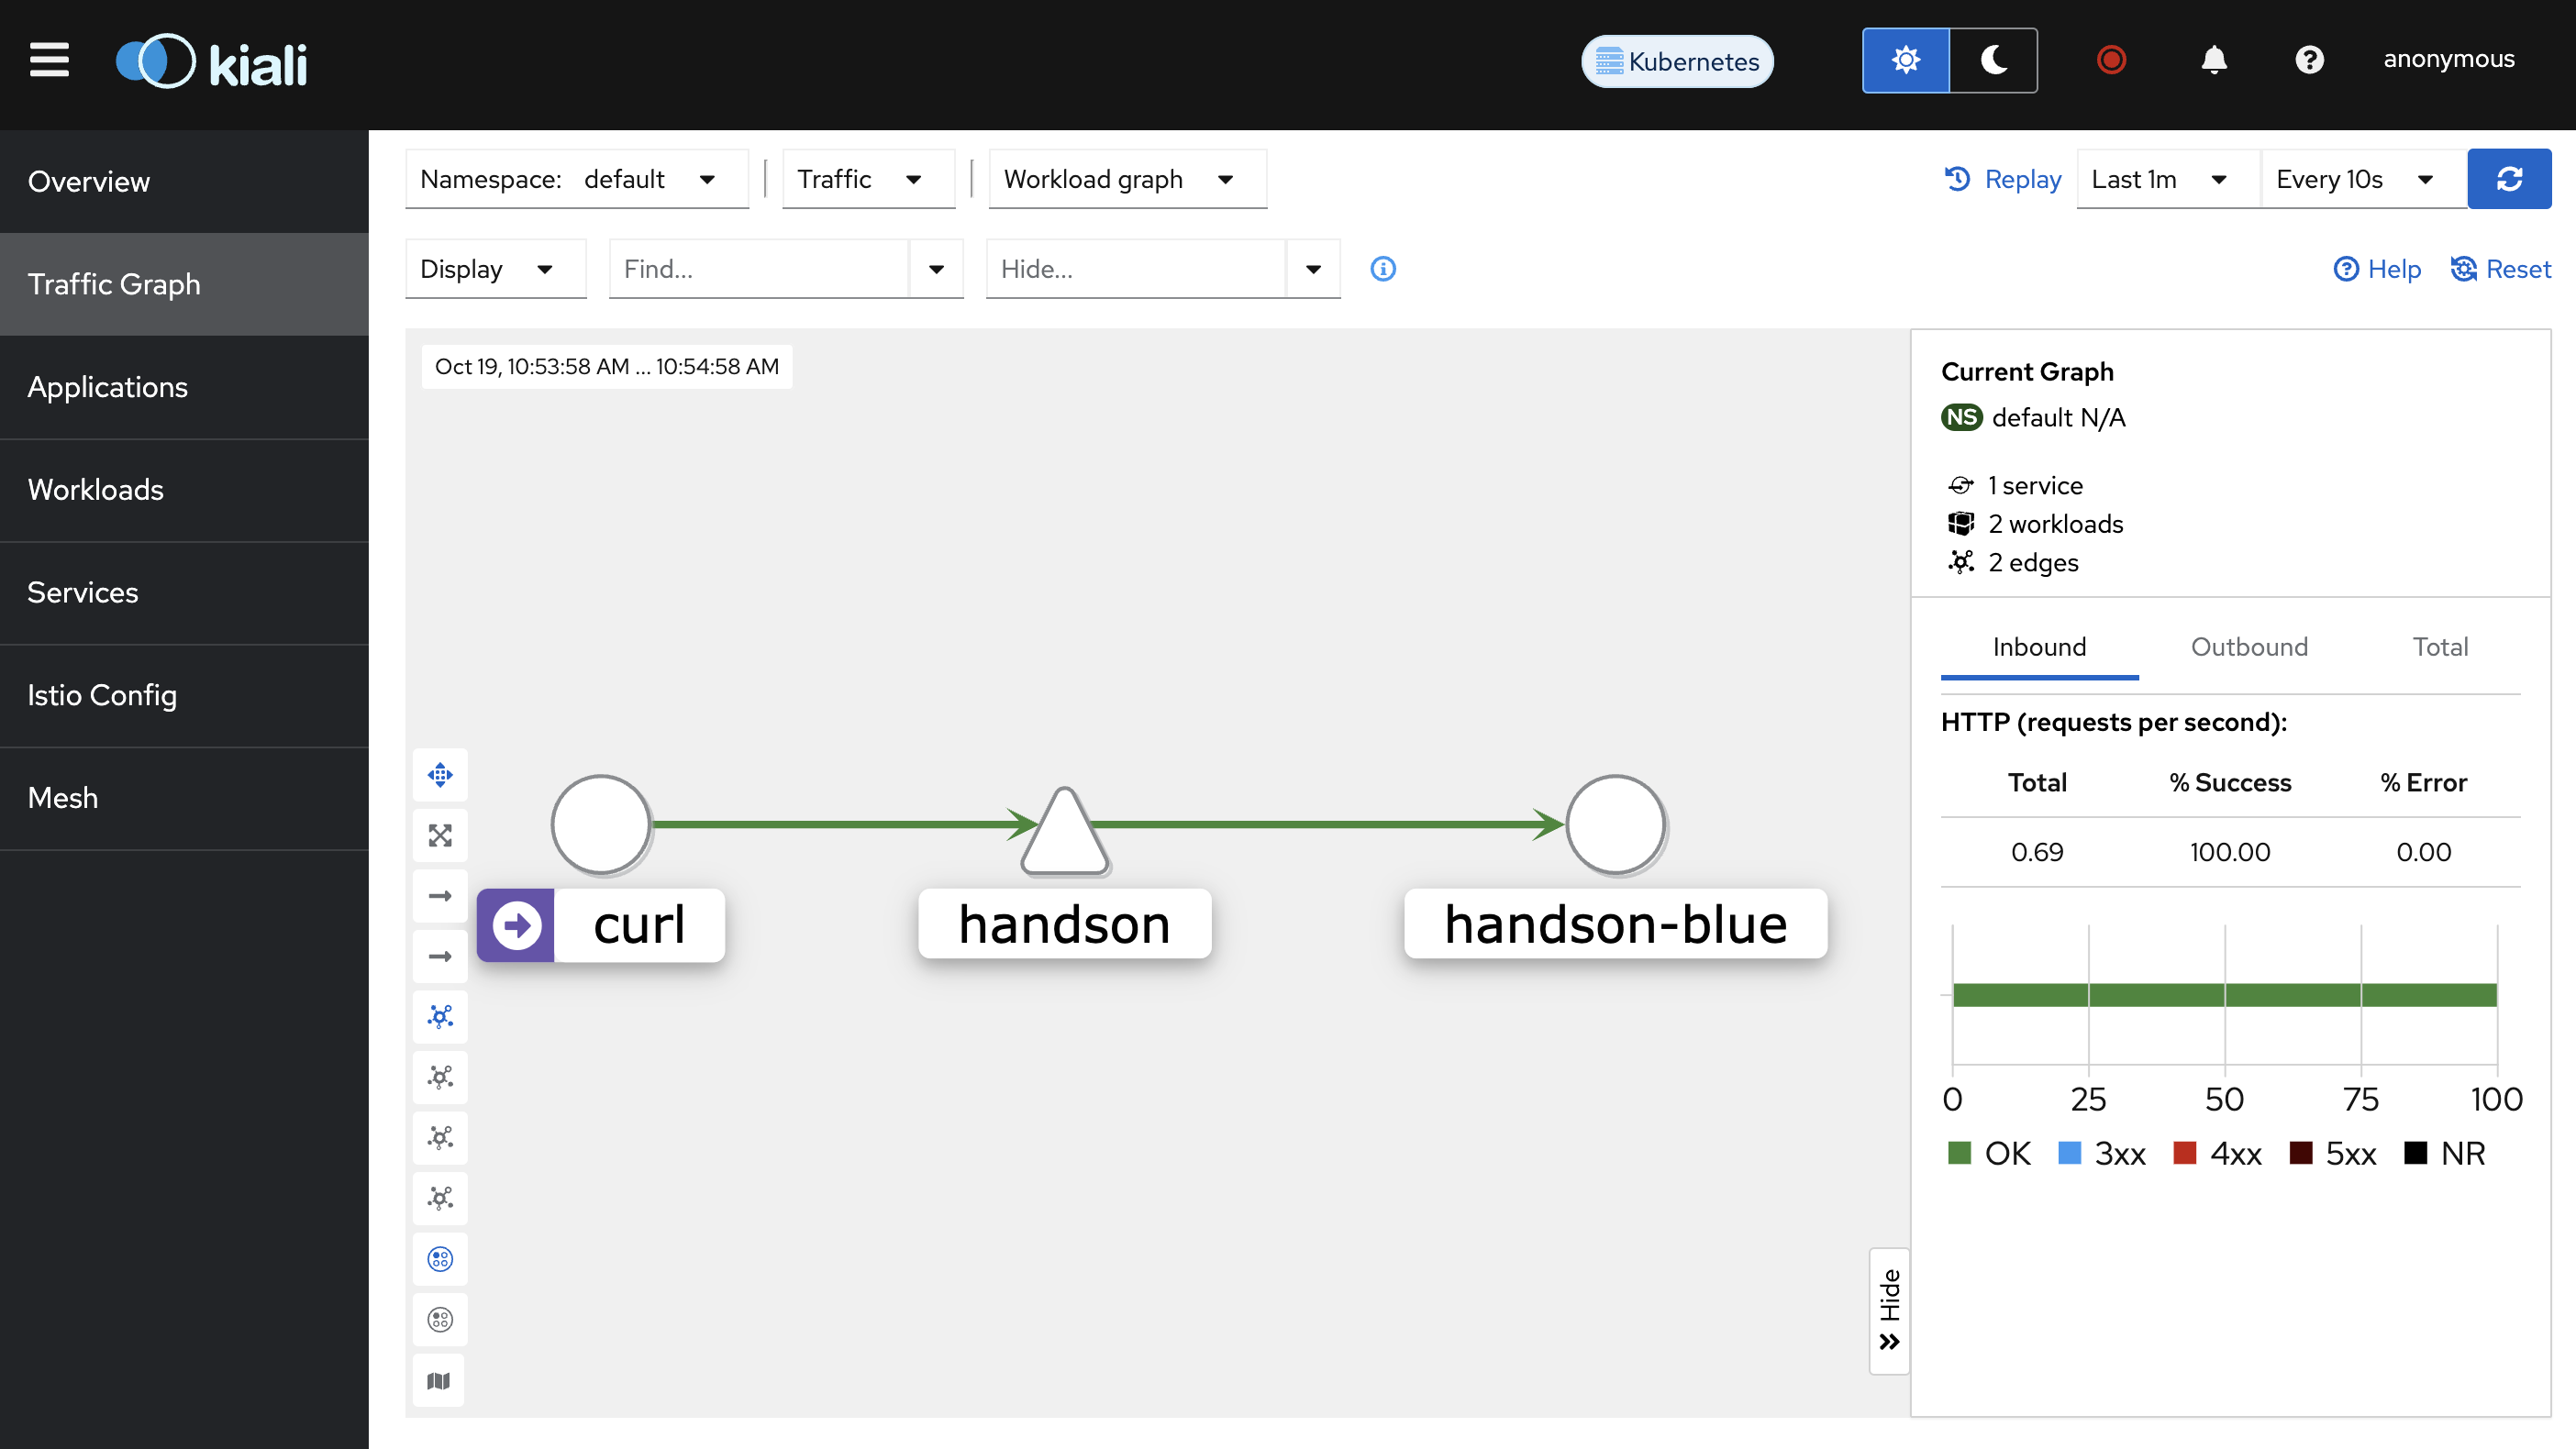 kiali
Kubernetes
anonymous
Overview
Traffic Graph
Applications
Workloads
Services
Istio Config
Mesh
Namespace: default
Traffic
Workload graph
Replay
Last 1m
Every 10s
Display
Find...
Hide...
Help
Reset
Oct 19, 10:53:58 AM ... 10:54:58 AM
curl
handson
handson-blue
Hide
Current Graph
NS default N/A
1 service
2 workloads
2 edges
Inbound Outbound Total
HTTP (requests per second):
Total % Success % Error
0.69 100.00 0.00
0 25 50 75 100
OK 3xx 4xx 5xx NR